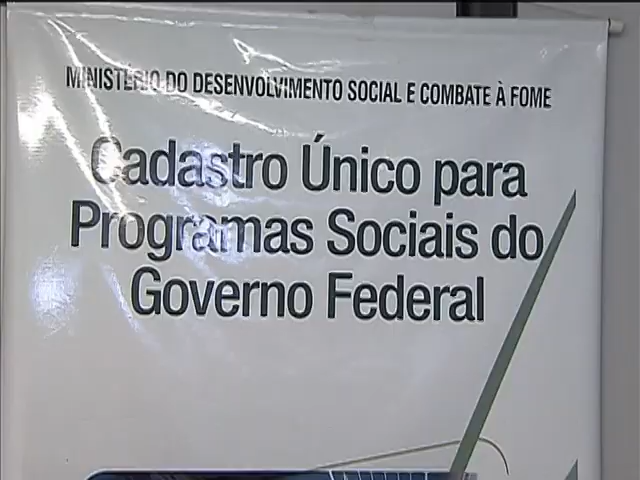 MINISTÉRIO DO DESENVOLVIMENTO SOCIAL E COMBATE À FOME
Cadastro Único para
Programas Sociais do
Governo Federal